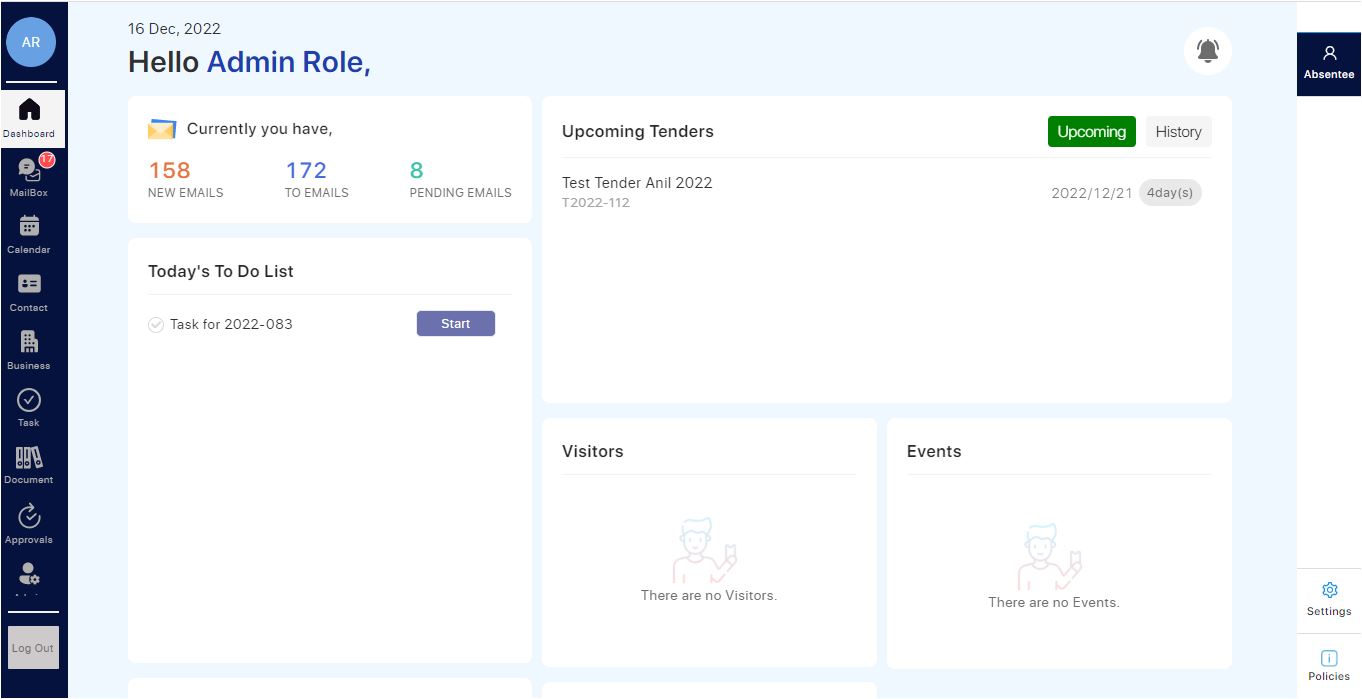 AR
Dashboard
17
MailBox
Calendar
Contact
Business
Task
Document
Approvals
Log Out
16 Dec, 2022
Hello Admin Role,
Currently you have,
158 172 8
NEW EMAILS TO EMAILS PENDING EMAILS
Today's To Do List
Task for 2022-083 Start
Upcoming Tenders Upcoming History
Test Tender Anil 2022
T2022-112
2022/12/21 4day(s)
Visitors
There are no Visitors.
Events
There are no Events.
Absentee
Settings
Policies